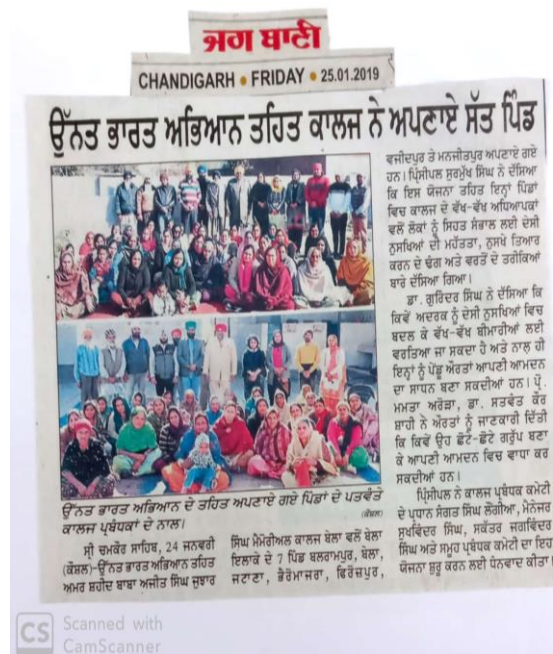 ਜਗ ਬਾਣੀ
CHANDIGARH • FRIDAY • 25.01.2019
ਉੱਨਤ ਭਾਰਤ ਅਭਿਆਨ ਤਹਿਤ ਕਾਲਜ ਨੇ ਅਪਣਾਏ ਸੱਤ ਪਿੰਡ
ਉੱਨਤ ਭਾਰਤ ਅਭਿਆਨ ਦੇ ਤਹਿਤ ਅਪਣਾਏ ਗਏ ਪਿੰਡਾਂ ਦੇ ਪਤਵੰਤੇ
ਕਾਲਜ ਪ੍ਰਬੰਧਕਾਂ ਦੇ ਨਾਲ।
(ਕੌਸ਼ਲ)
ਸ੍ਰੀ ਚਮਕੌਰ ਸਾਹਿਬ, 24 ਜਨਵਰੀ
(ਕੌਸ਼ਲ)-ਉੱਨਤ ਭਾਰਤ ਅਭਿਆਨ ਤਹਿਤ
ਅਮਰ ਸ਼ਹੀਦ ਬਾਬਾ ਅਜੀਤ ਸਿੰਘ ਜੁਝਾਰ
ਸਿੰਘ ਮੈਮੋਰੀਅਲ ਕਾਲਜ ਬੇਲਾ ਵਲੋਂ ਬੇਲਾ
ਇਲਾਕੇ ਦੇ 7 ਪਿੰਡ ਬਲਰਾਮਪੁਰ, ਬੇਲਾ,
ਜਟਾਣਾ, ਭੈਰੋਮਾਜਰਾ, ਫਿਰੋਜ਼ਪੁਰ,
ਵਜੀਦਪੁਰ ਤੇ ਮਨਜੀਤਪੁਰ ਅਪਣਾਏ ਗਏ
ਹਨ। ਪ੍ਰਿੰਸੀਪਲ ਸੁਰਮੁੱਖ ਸਿੰਘ ਨੇ ਦੱਸਿਆ
ਕਿ ਇਸ ਯੋਜਨਾ ਤਹਿਤ ਇਨ੍ਹਾਂ ਪਿੰਡਾਂ
ਵਿਚ ਕਾਲਜ ਦੇ ਵੱਖ-ਵੱਖ ਅਧਿਆਪਕਾਂ
ਵਲੋਂ ਲੋਕਾਂ ਨੂੰ ਸਿਹਤ ਸੰਭਾਲ ਲਈ ਦੇਸੀ
ਨੁਸਖਿਆਂ ਦੀ ਮਹੱਤਤਾ, ਨੁਸਖੇ ਤਿਆਰ
ਕਰਨ ਦੇ ਢੰਗ ਅਤੇ ਵਰਤੋਂ ਦੇ ਤਰੀਕਿਆਂ
ਬਾਰੇ ਦੱਸਿਆ ਗਿਆ।
ਡਾ. ਗੁਰਿੰਦਰ ਸਿੰਘ ਨੇ ਦੱਸਿਆ ਕਿ
ਕਿਵੇਂ ਅਦਰਕ ਨੂੰ ਦੇਸੀ ਨੁਸਖਿਆਂ ਵਿਚ
ਬਦਲ ਕੇ ਵੱਖ-ਵੱਖ ਬੀਮਾਰੀਆਂ ਲਈ
ਵਰਤਿਆ ਜਾ ਸਕਦਾ ਹੈ ਅਤੇ ਨਾਲ ਹੀ
ਇਨ੍ਹਾਂ ਨੂੰ ਪੇਂਡੂ ਔਰਤਾਂ ਆਪਣੀ ਆਮਦਨ
ਦਾ ਸਾਧਨ ਬਣਾ ਸਕਦੀਆਂ ਹਨ। ਪ੍ਰੋ.
ਮਮਤਾ ਅਰੋੜਾ, ਡਾ. ਸਤਵੰਤ ਕੌਰ
ਸ਼ਾਹੀ ਨੇ ਔਰਤਾਂ ਨੂੰ ਜਾਣਕਾਰੀ ਦਿੱਤੀ
ਕਿ ਕਿਵੇਂ ਉਹ ਛੋਟੇ-ਛੋਟੇ ਗਰੁੱਪ ਬਣਾ
ਕੇ ਆਪਣੀ ਆਮਦਨ ਵਿਚ ਵਾਧਾ ਕਰ
ਸਕਦੀਆਂ ਹਨ।
ਪ੍ਰਿੰਸੀਪਲ ਨੇ ਕਾਲਜ ਪ੍ਰਬੰਧਕ ਕਮੇਟੀ
ਦੇ ਪ੍ਰਧਾਨ ਸੰਗਤ ਸਿੰਘ ਲੌਂਗੀਆ, ਮੈਨੇਜਰ
ਸੁਖਵਿੰਦਰ ਸਿੰਘ, ਸਕੱਤਰ ਜਗਵਿੰਦਰ
ਸਿੰਘ ਅਤੇ ਸਮੂਹ ਪ੍ਰਬੰਧਕ ਕਮੇਟੀ ਦਾ ਇਹ
ਯੋਜਨਾ ਸ਼ੁਰੂ ਕਰਨ ਲਈ ਧੰਨਵਾਦ ਕੀਤਾ।
CS Scanned with
CamScanner